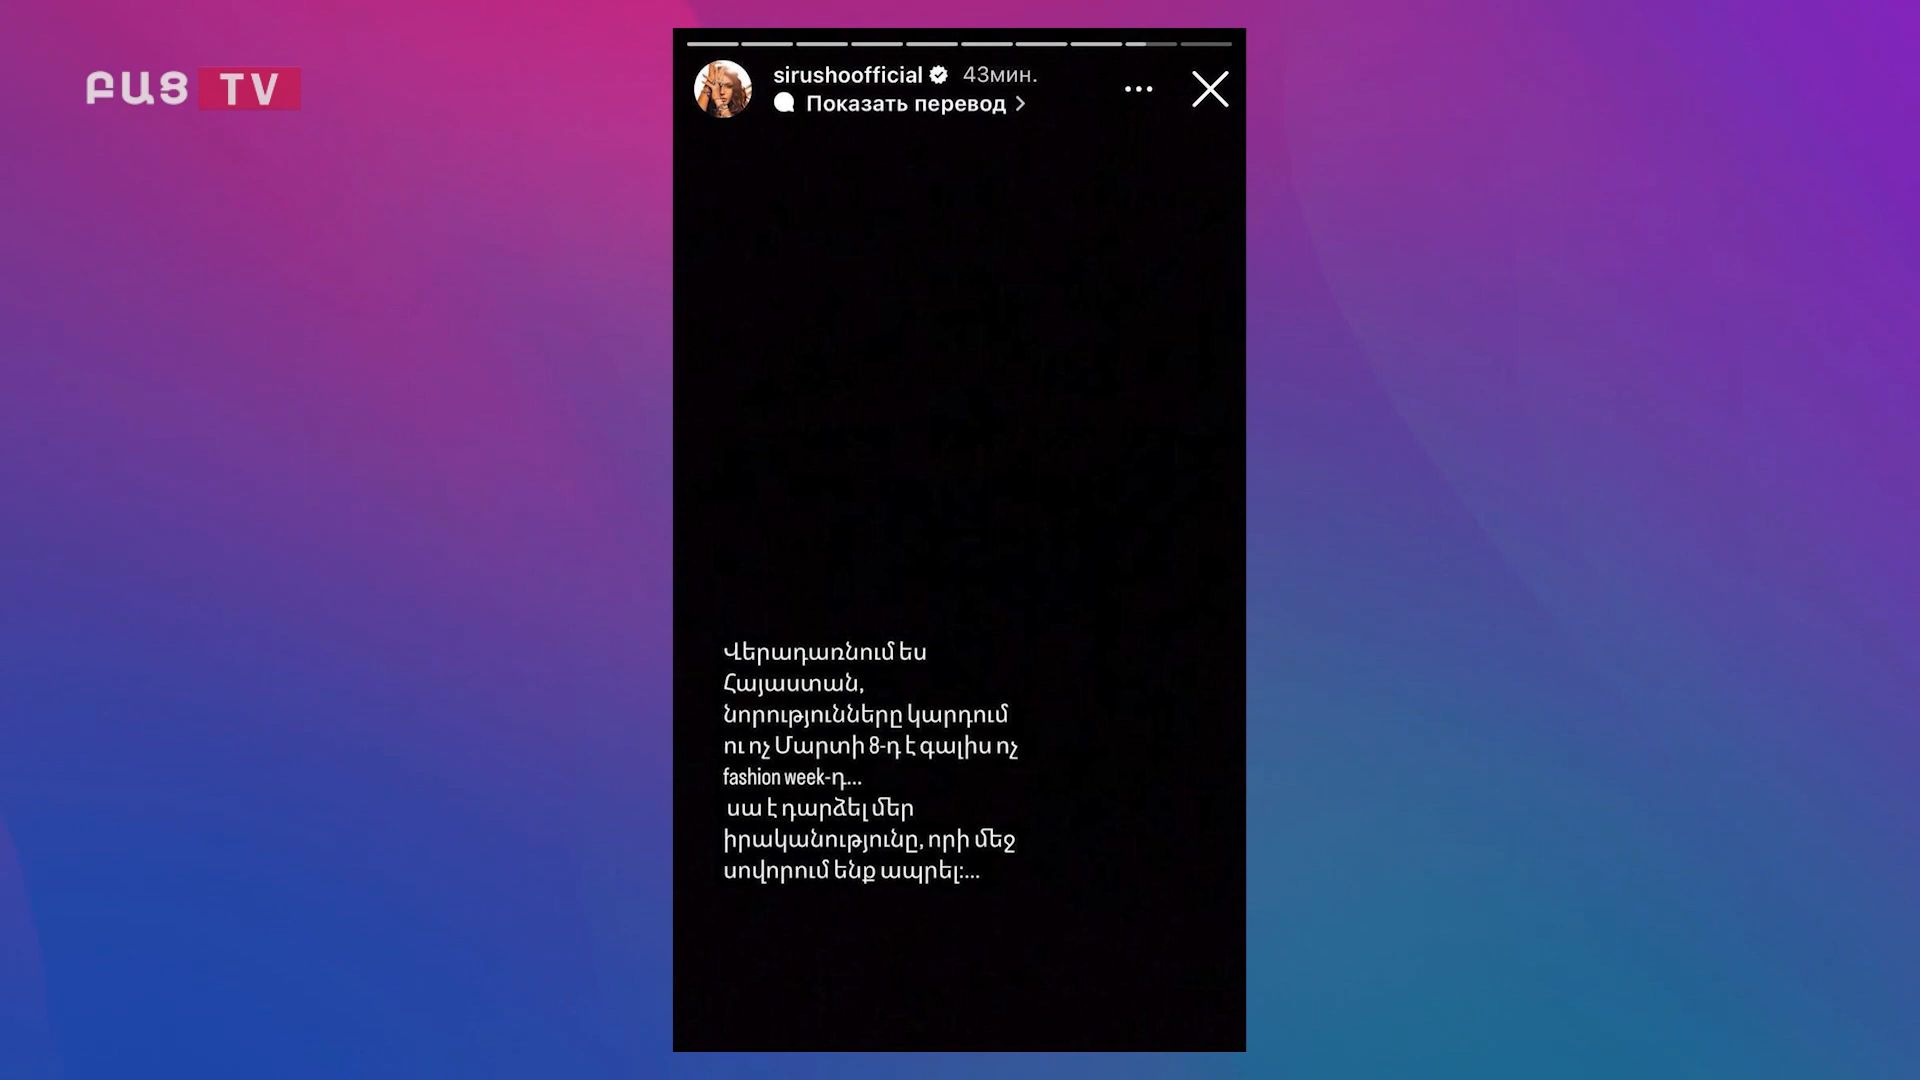 ԲԱՑ TV
sirushoofficial 43мин.
Показать перевод
Վերադառնում ես
Հայաստան,
նորությունները կարդում
ու ոչ Մարտի 8-դ է գալիս ոչ
fashion week-դ...
սա է դարձել մեր
իրականությունը, որի մեջ
սովորում ենք ապրել:...